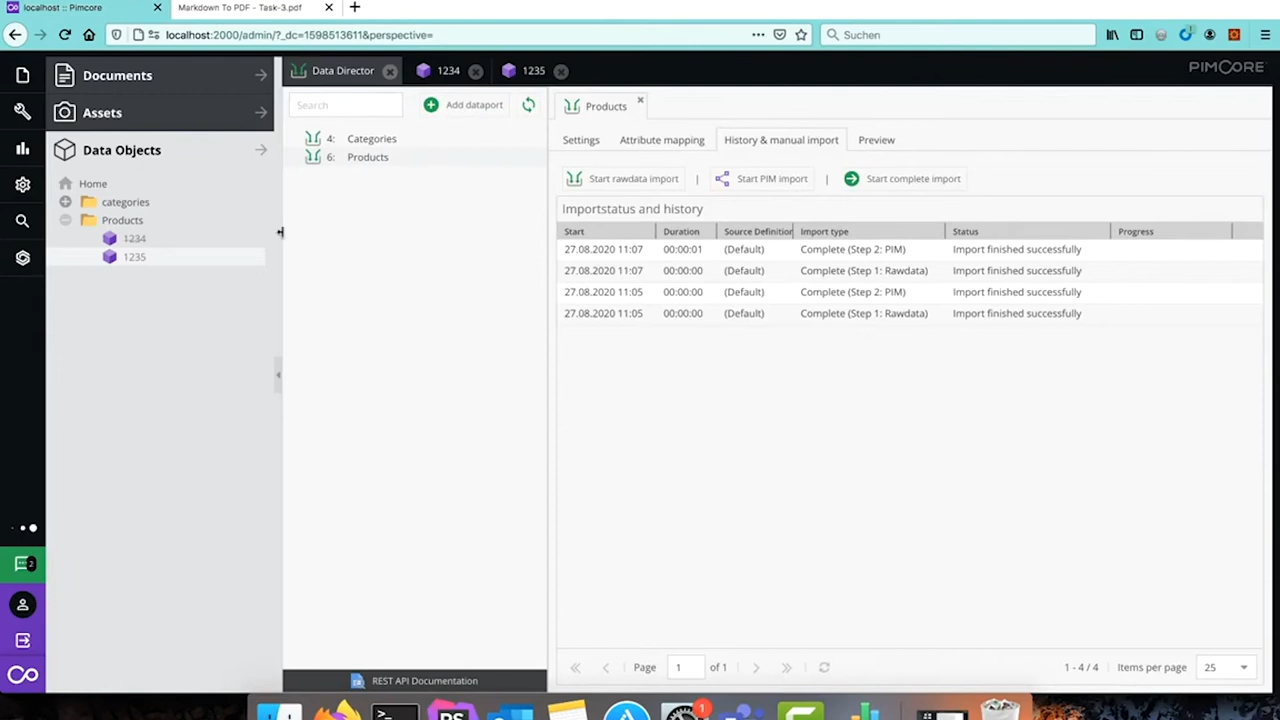 localhost :: Pimcore
Markdown To PDF - Task-3.pdf
localhost:2000/admin/?_dc=1598513611&perspective=
Suchen
Documents
Assets
Data Objects
Home
categories
Products
1234
1235
2
Data Director
1234
1235
PIMCORE
Search
Add dataport
4: Categories
6: Products
REST API Documentation
Products
Settings
Attribute mapping
History & manual import
Preview
Start rawdata import
|
Start PIM import
|
Start complete import
Importstatus and history
Start Duration Source Definition Import type Status Progress
27.08.2020 11:07 00:00:01 (Default) Complete (Step 2: PIM) Import finished successfully
27.08.2020 11:07 00:00:00 (Default) Complete (Step 1: Rawdata) Import finished successfully
27.08.2020 11:05 00:00:00 (Default) Complete (Step 2: PIM) Import finished successfully
27.08.2020 11:05 00:00:00 (Default) Complete (Step 1: Rawdata) Import finished successfully
Page 1 of 1
1 - 4 / 4 Items per page 25
PS
1